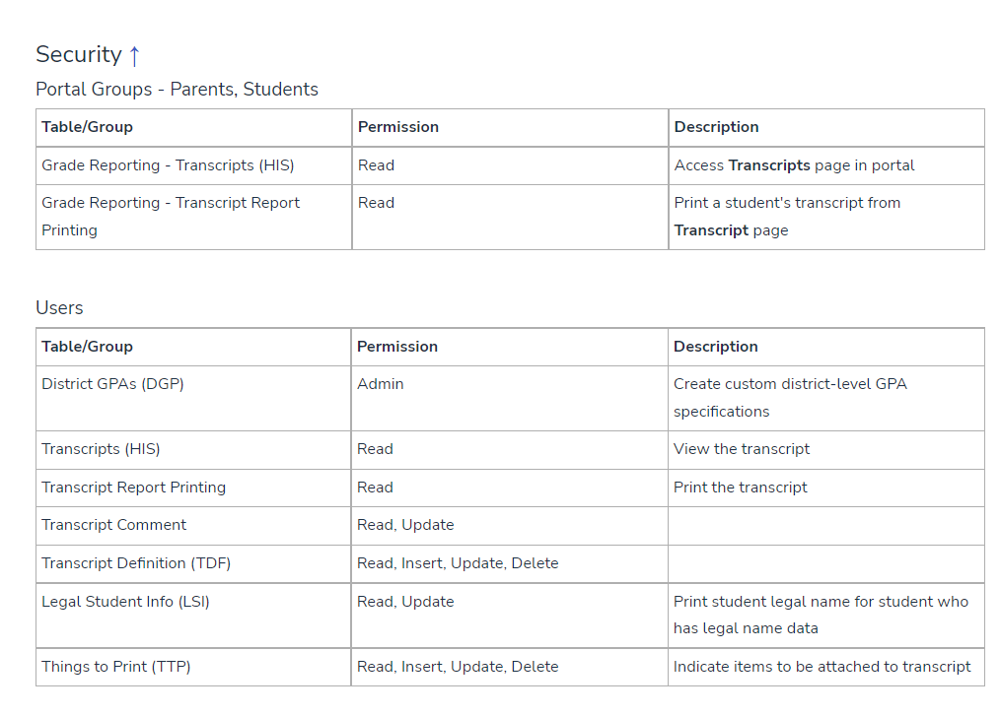 Security ↑
Portal Groups - Parents, Students
Table/Group Permission Description
Grade Reporting - Transcripts (HIS) Read Access Transcripts page in portal
Grade Reporting - Transcript Report Read Print a student's transcript from
Printing Transcript page
Users
Table/Group Permission Description
District GPAs (DGP) Admin Create custom district-level GPA
specifications
Transcripts (HIS) Read View the transcript
Transcript Report Printing Read Print the transcript
Transcript Comment Read, Update
Transcript Definition (TDF) Read, Insert, Update, Delete
Legal Student Info (LSI) Read, Update Print student legal name for student who
has legal name data
Things to Print (TTP) Read, Insert, Update, Delete Indicate items to be attached to transcript